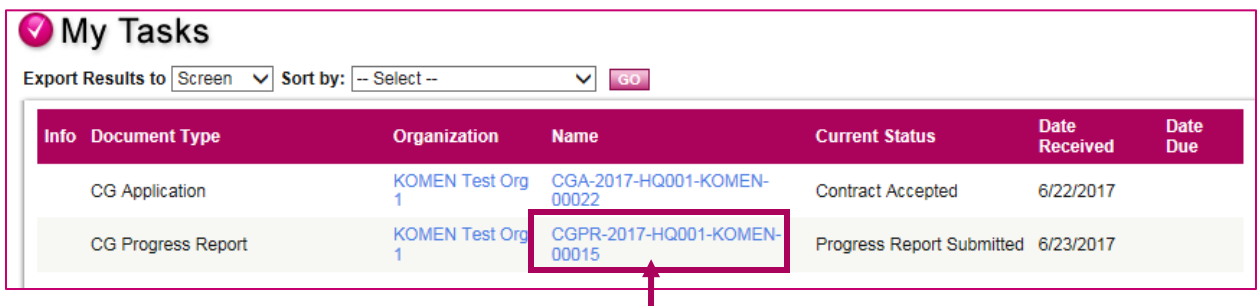 My Tasks
Export Results to Screen Sort by: -- Select -- GO
Info Document Type Organization Name Current Status Date Received Date Due
CG Application KOMEN Test Org 1 CGA-2017-HQ001-KOMEN-00022 Contract Accepted 6/22/2017
CG Progress Report KOMEN Test Org 1 CGPR-2017-HQ001-KOMEN-00015 Progress Report Submitted 6/23/2017